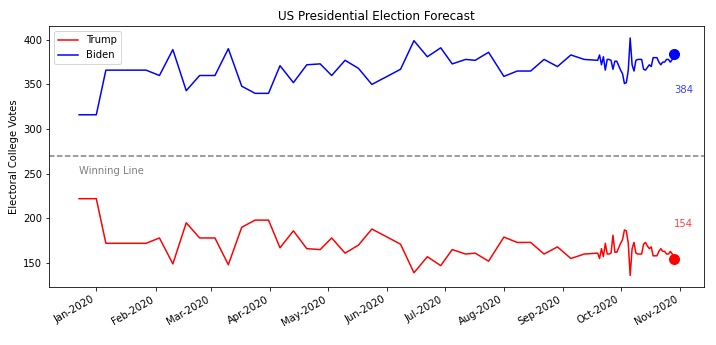 US Presidential Election Forecast
Trump
Biden
Electoral College Votes
400
350
300
250
200
150
384
Winning Line
154
Jan-2020
Feb-2020
Mar-2020
Apr-2020
May-2020
Jun-2020
Jul-2020
Aug-2020
Sep-2020
Oct-2020
Nov-2020